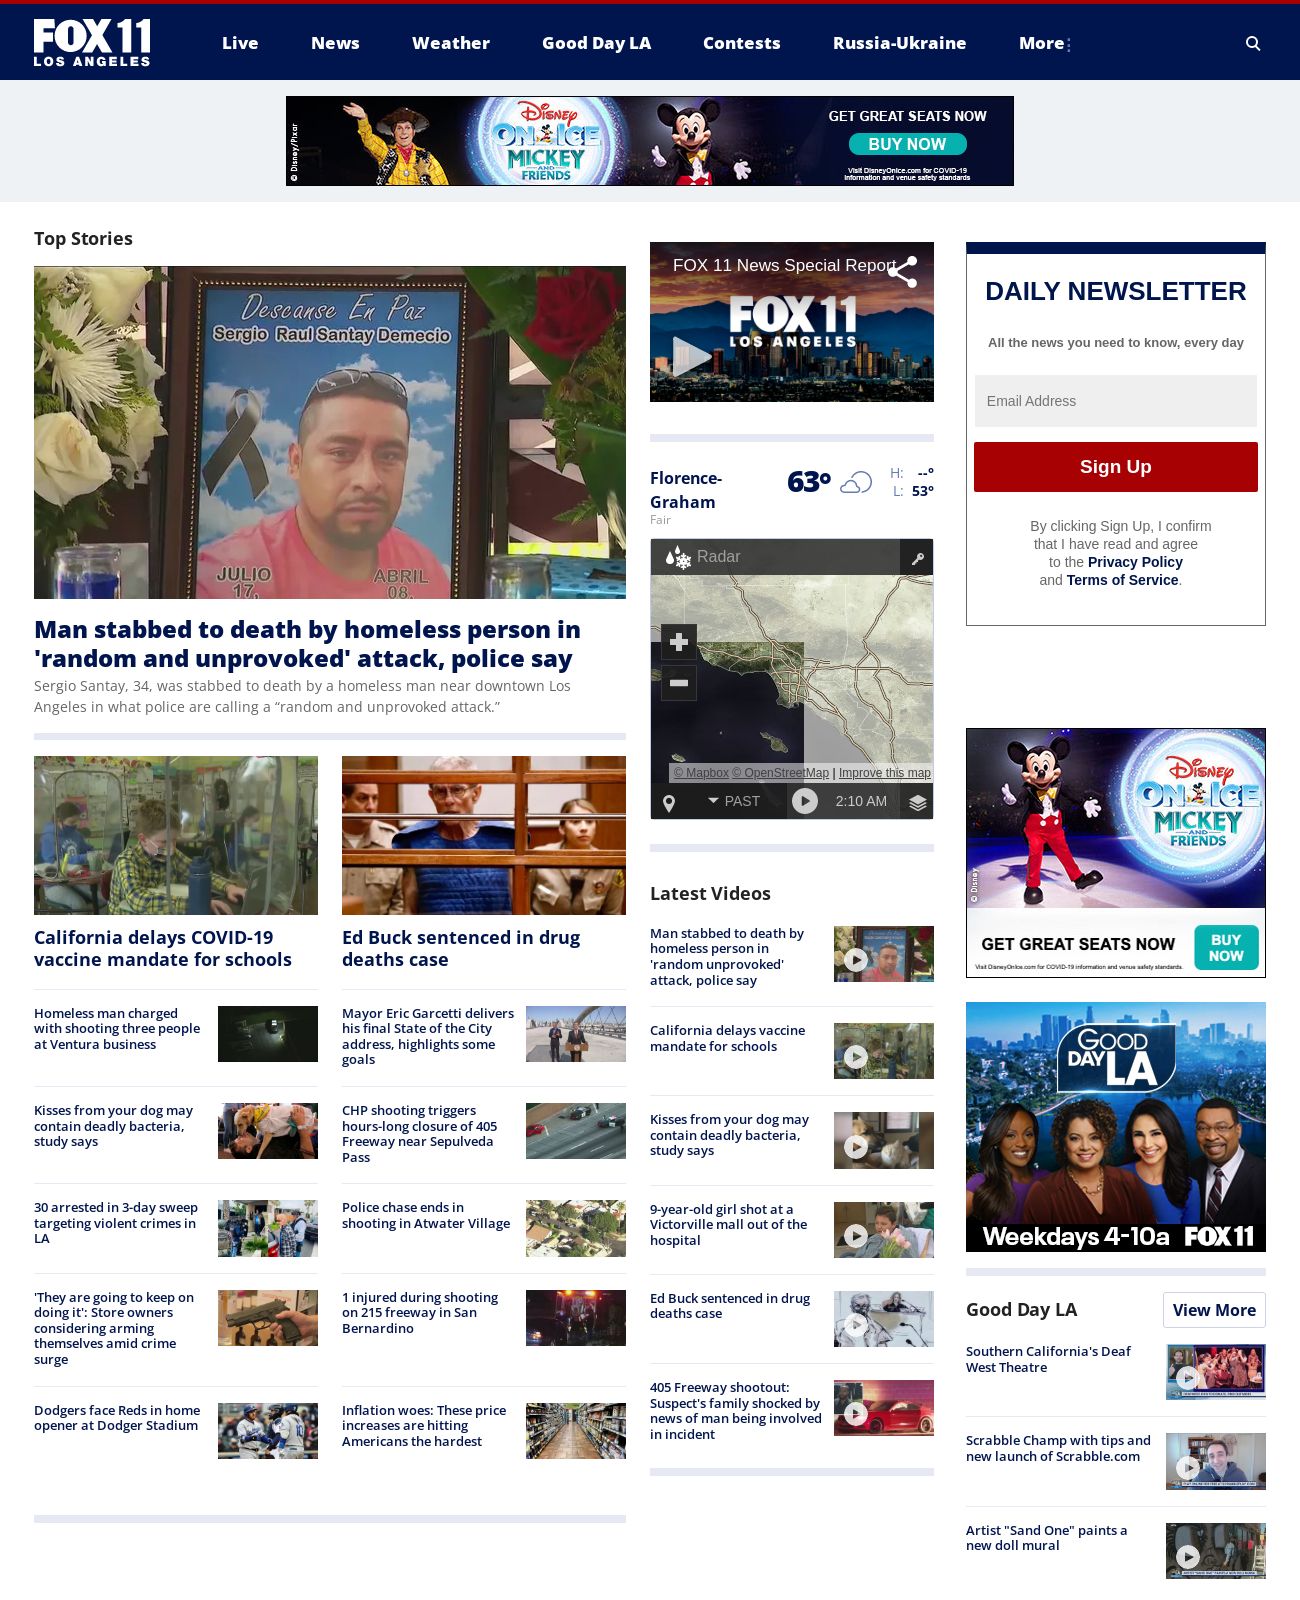 FOX 11
LOS ANGELES
Live
News
Weather
Good Day LA
Contests
Russia-Ukraine
More
© Disney/Pixar
Disney
ON ICE
MICKEY
AND
FRIENDS
GET GREAT SEATS NOW
BUY NOW
Visit DisneyOnIce.com for COVID-19
information and venue safety standards
Top Stories
Descanse En Paz
Sergio Raul Santay Demecio
JULIO
17,
ABRIL
08,
Man stabbed to death by homeless person in
'random and unprovoked' attack, police say
Sergio Santay, 34, was stabbed to death by a homeless man near downtown Los
Angeles in what police are calling a “random and unprovoked attack.”
California delays COVID-19
vaccine mandate for schools
Homeless man charged
with shooting three people
at Ventura business
Kisses from your dog may
contain deadly bacteria,
study says
30 arrested in 3-day sweep
targeting violent crimes in
LA
'They are going to keep on
doing it': Store owners
considering arming
themselves amid crime
surge
Dodgers face Reds in home
opener at Dodger Stadium
Ed Buck sentenced in drug
deaths case
Mayor Eric Garcetti delivers
his final State of the City
address, highlights some
goals
CHP shooting triggers
hours-long closure of 405
Freeway near Sepulveda
Pass
Police chase ends in
shooting in Atwater Village
1 injured during shooting
on 215 freeway in San
Bernardino
Inflation woes: These price
increases are hitting
Americans the hardest
FOX 11 News Special Report
FOX 11
LOS ANGELES
Florence-
Graham
Fair
63°
H: --°
L: 53°
Radar
© Mapbox © OpenStreetMap | Improve this map
PAST
2:10 AM
Latest Videos
Man stabbed to death by
homeless person in
'random unprovoked'
attack, police say
California delays vaccine
mandate for schools
Kisses from your dog may
contain deadly bacteria,
study says
9-year-old girl shot at a
Victorville mall out of the
hospital
Ed Buck sentenced in drug
deaths case
405 Freeway shootout:
Suspect's family shocked by
news of man being involved
in incident
DAILY NEWSLETTER
All the news you need to know, every day
Email Address
Sign Up
By clicking Sign Up, I confirm
that I have read and agree
to the Privacy Policy
and Terms of Service.
© Disney
Disney
ON ICE
MICKEY
AND
FRIENDS
GET GREAT SEATS NOW
BUY
NOW
Visit DisneyOnIce.com for COVID-19 information and venue safety standards.
GOOD
DAY LA
Weekdays 4-10a FOX 11
Good Day LA
View More
Southern California's Deaf
West Theatre
Scrabble Champ with tips and
new launch of Scrabble.com
Artist "Sand One" paints a
new doll mural